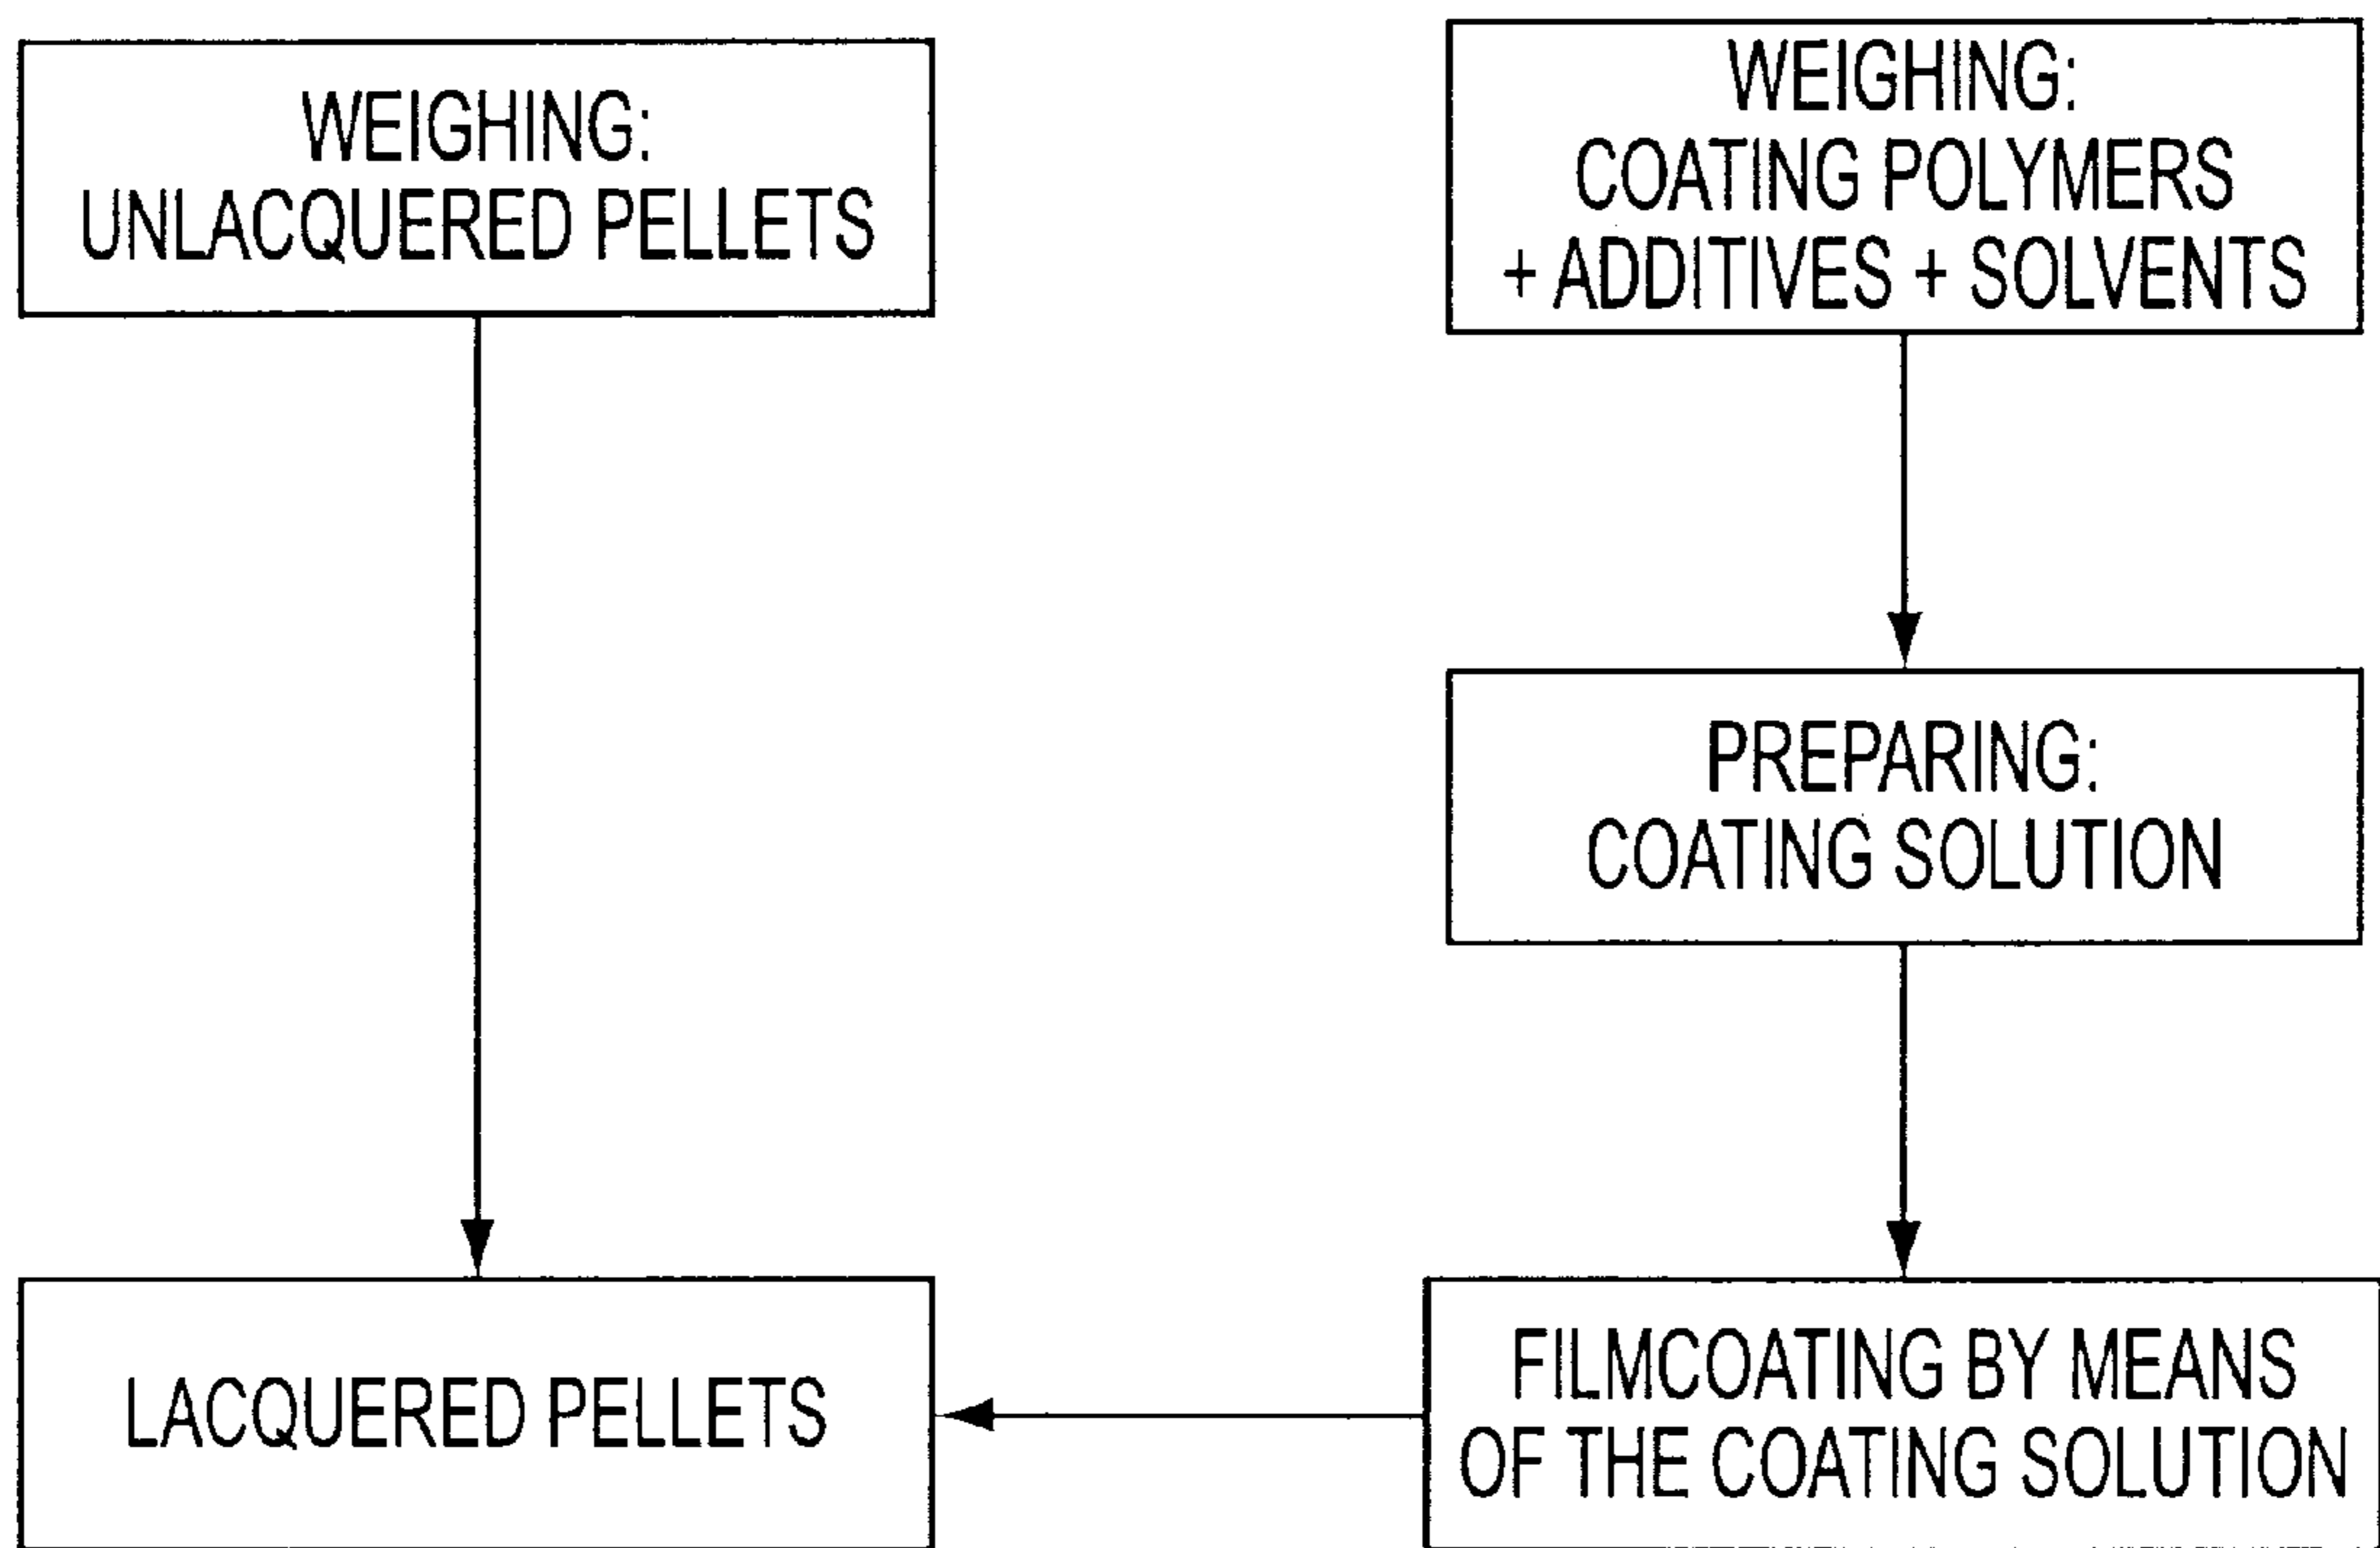 WEIGHING:
UNLACQUERED PELLETS
WEIGHING:
COATING POLYMERS
+ ADDITIVES + SOLVENTS
PREPARING:
COATING SOLUTION
LACQUERED PELLETS
FILMCOATING BY MEANS
OF THE COATING SOLUTION